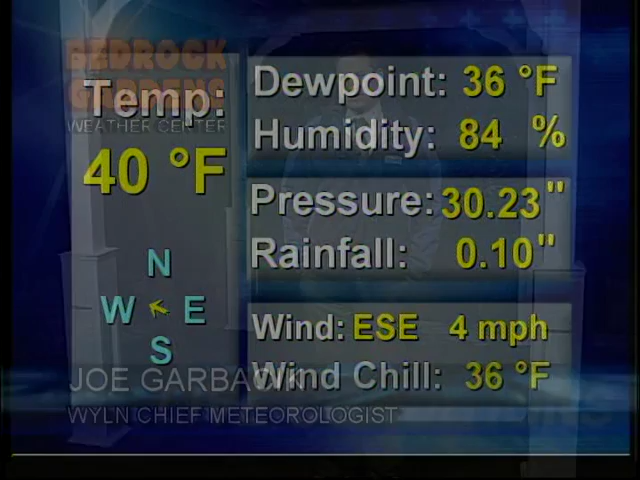 BEDROCK
GARDENS
WEATHER CENTER
Temp:
40 °F
N
W E
S
Dewpoint: 36 °F
Humidity: 84 %
Pressure: 30.23"
Rainfall: 0.10"
Wind: ESE 4 mph
Wind Chill: 36 °F
JOE GARBACIK
WYLN CHIEF METEOROLOGIST